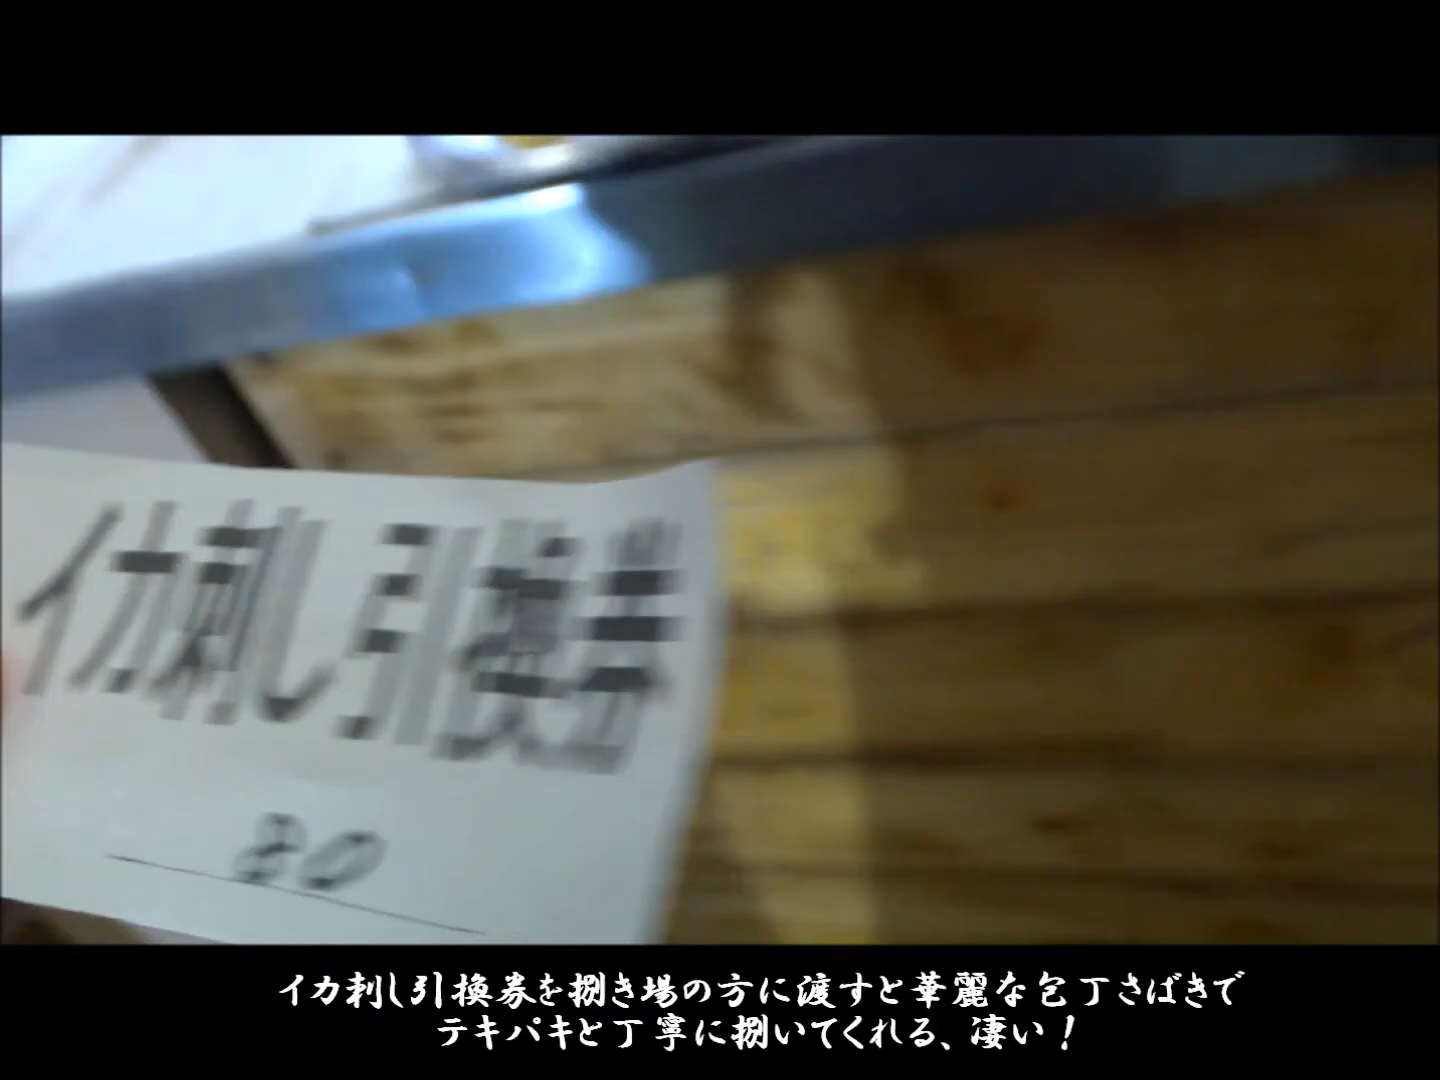 イカ刺し引換券
80
イカ刺し引換券を捌き場の方に渡すと華麗な包丁さばきで
テキパキと丁寧に捌いてくれる、凄い！